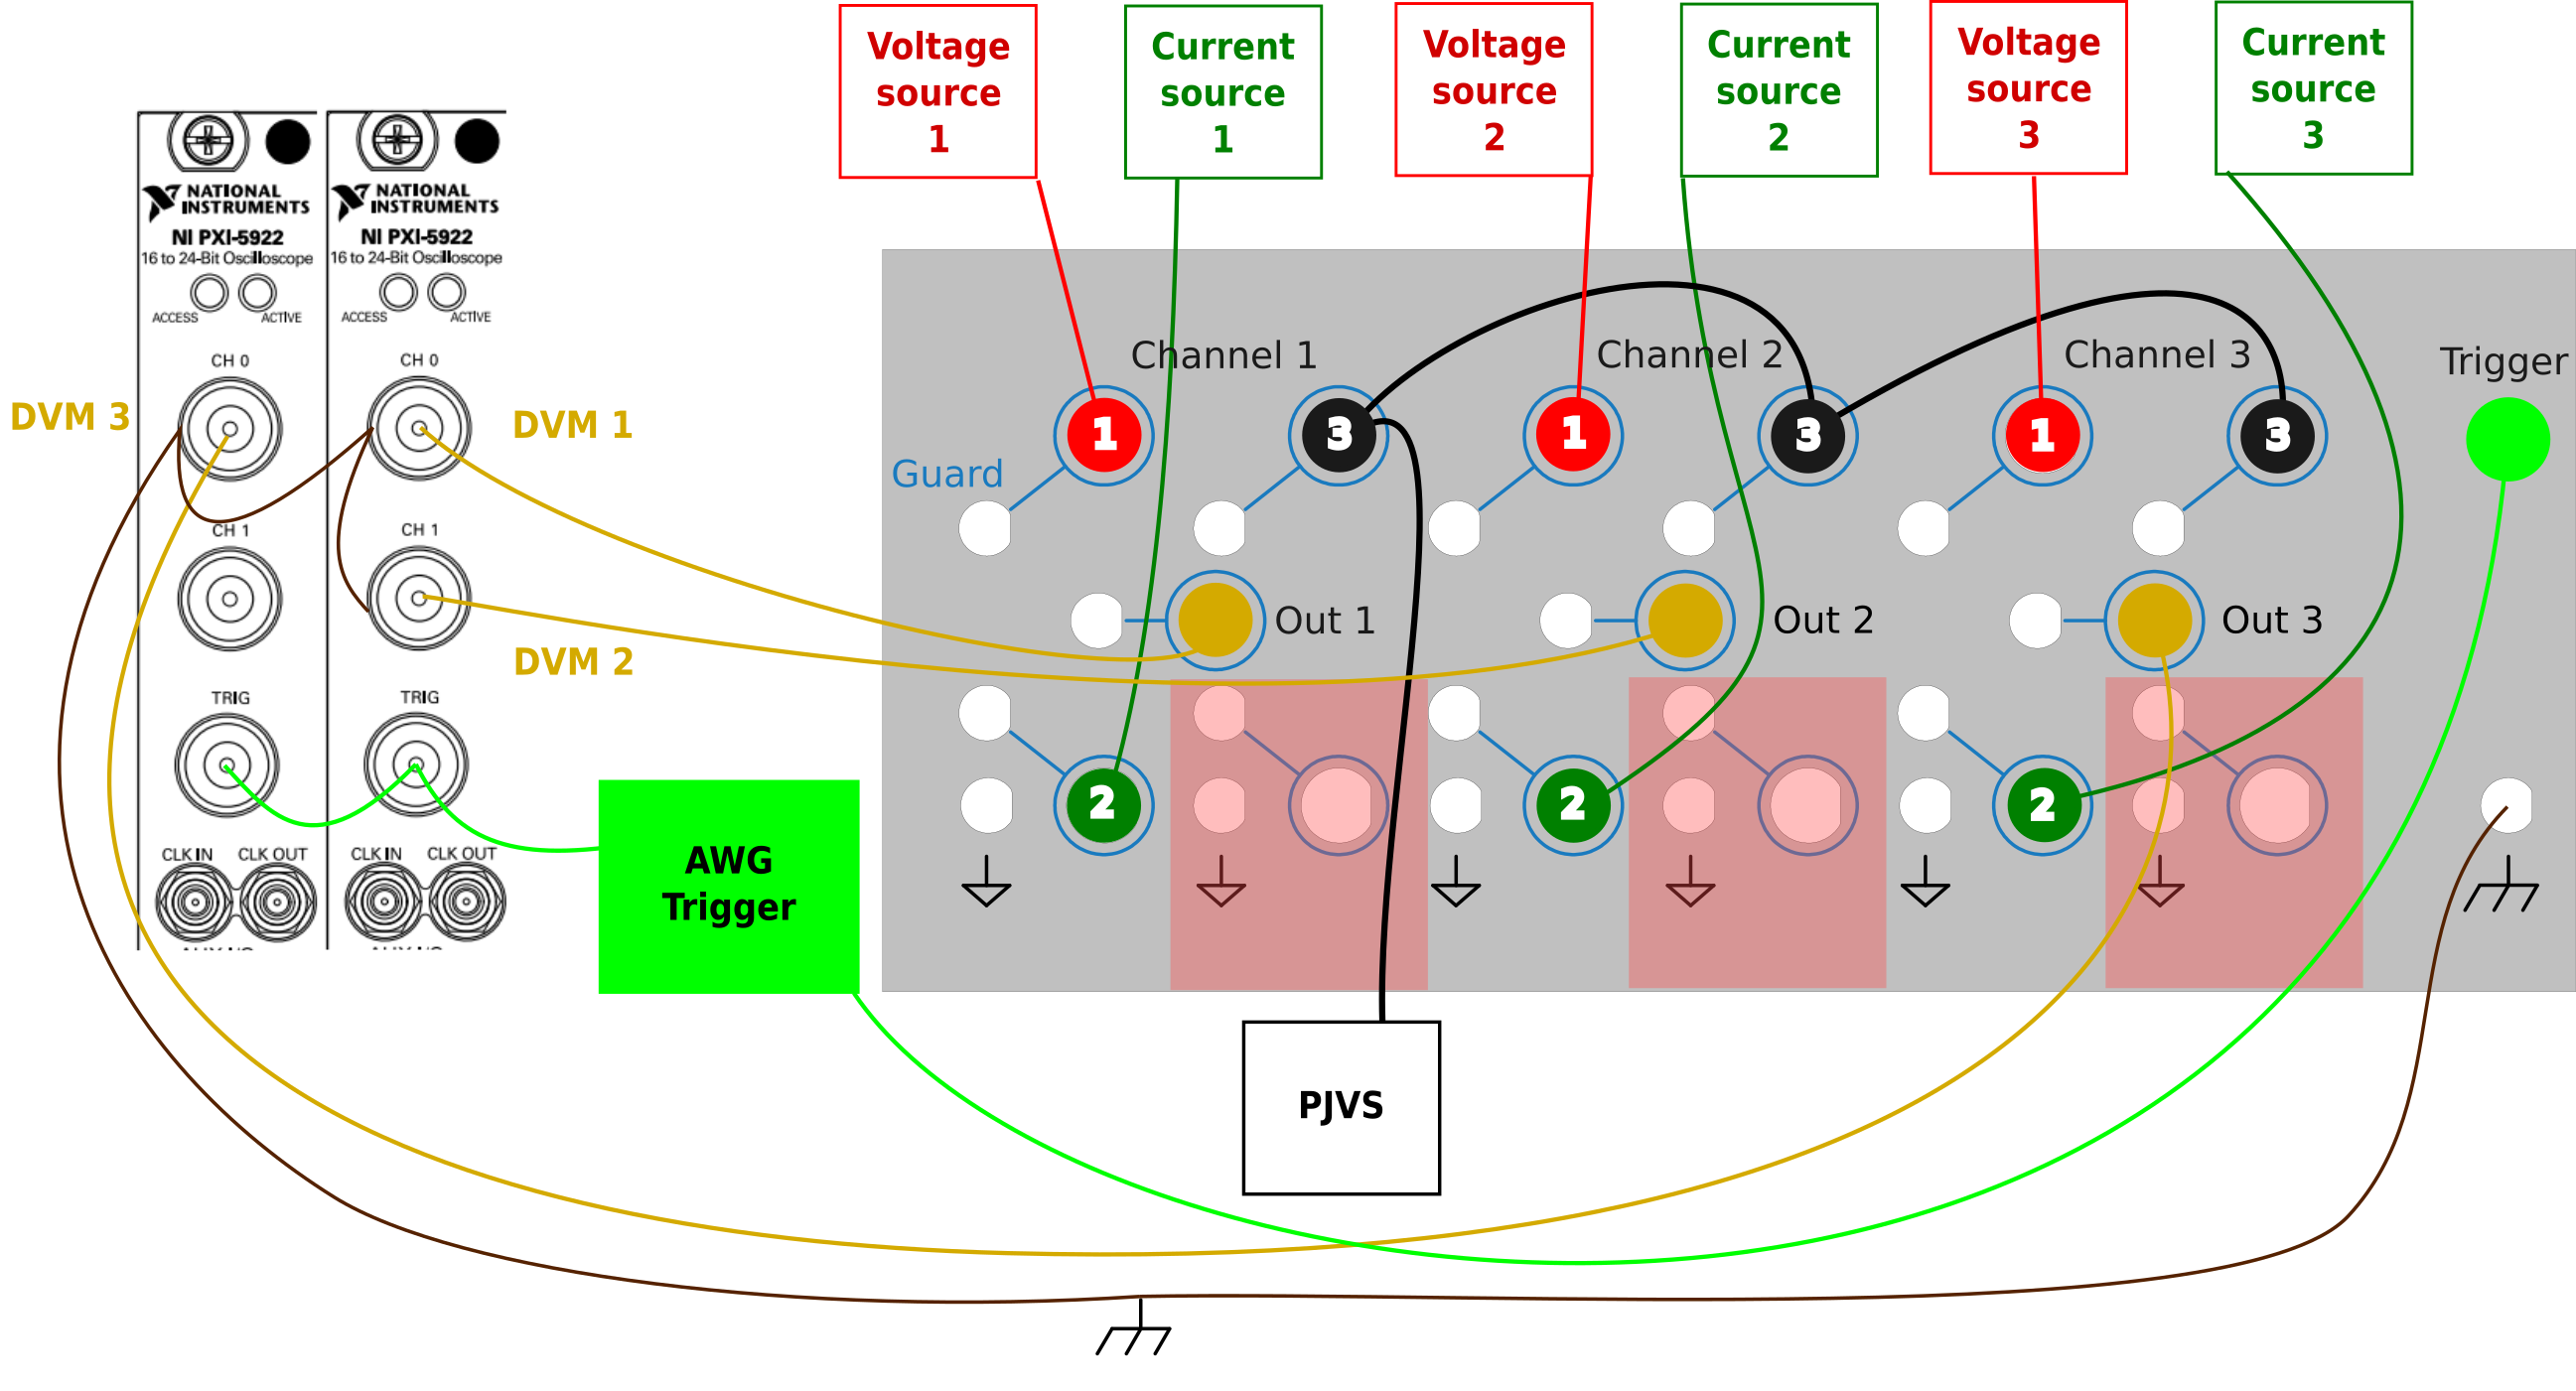 Voltage
source
1
Current
source
1
Voltage
source
2
Current
source
2
Voltage
source
3
Current
source
3
NATIONAL
INSTRUMENTS
NI PXI-5922
16 to 24-Bit Oscilloscope
ACCESS ACTIVE
CH 0
CH 1
TRIG
CLK IN CLK OUT
NATIONAL
INSTRUMENTS
NI PXI-5922
16 to 24-Bit Oscilloscope
ACCESS ACTIVE
CH 0
CH 1
TRIG
CLK IN CLK OUT
DVM 3
DVM 1
DVM 2
AWG
Trigger
Channel 1
Channel 2
Channel 3
Trigger
1
3
1
3
1
3
Guard
Out 1
Out 2
Out 3
2
2
2
PJVS